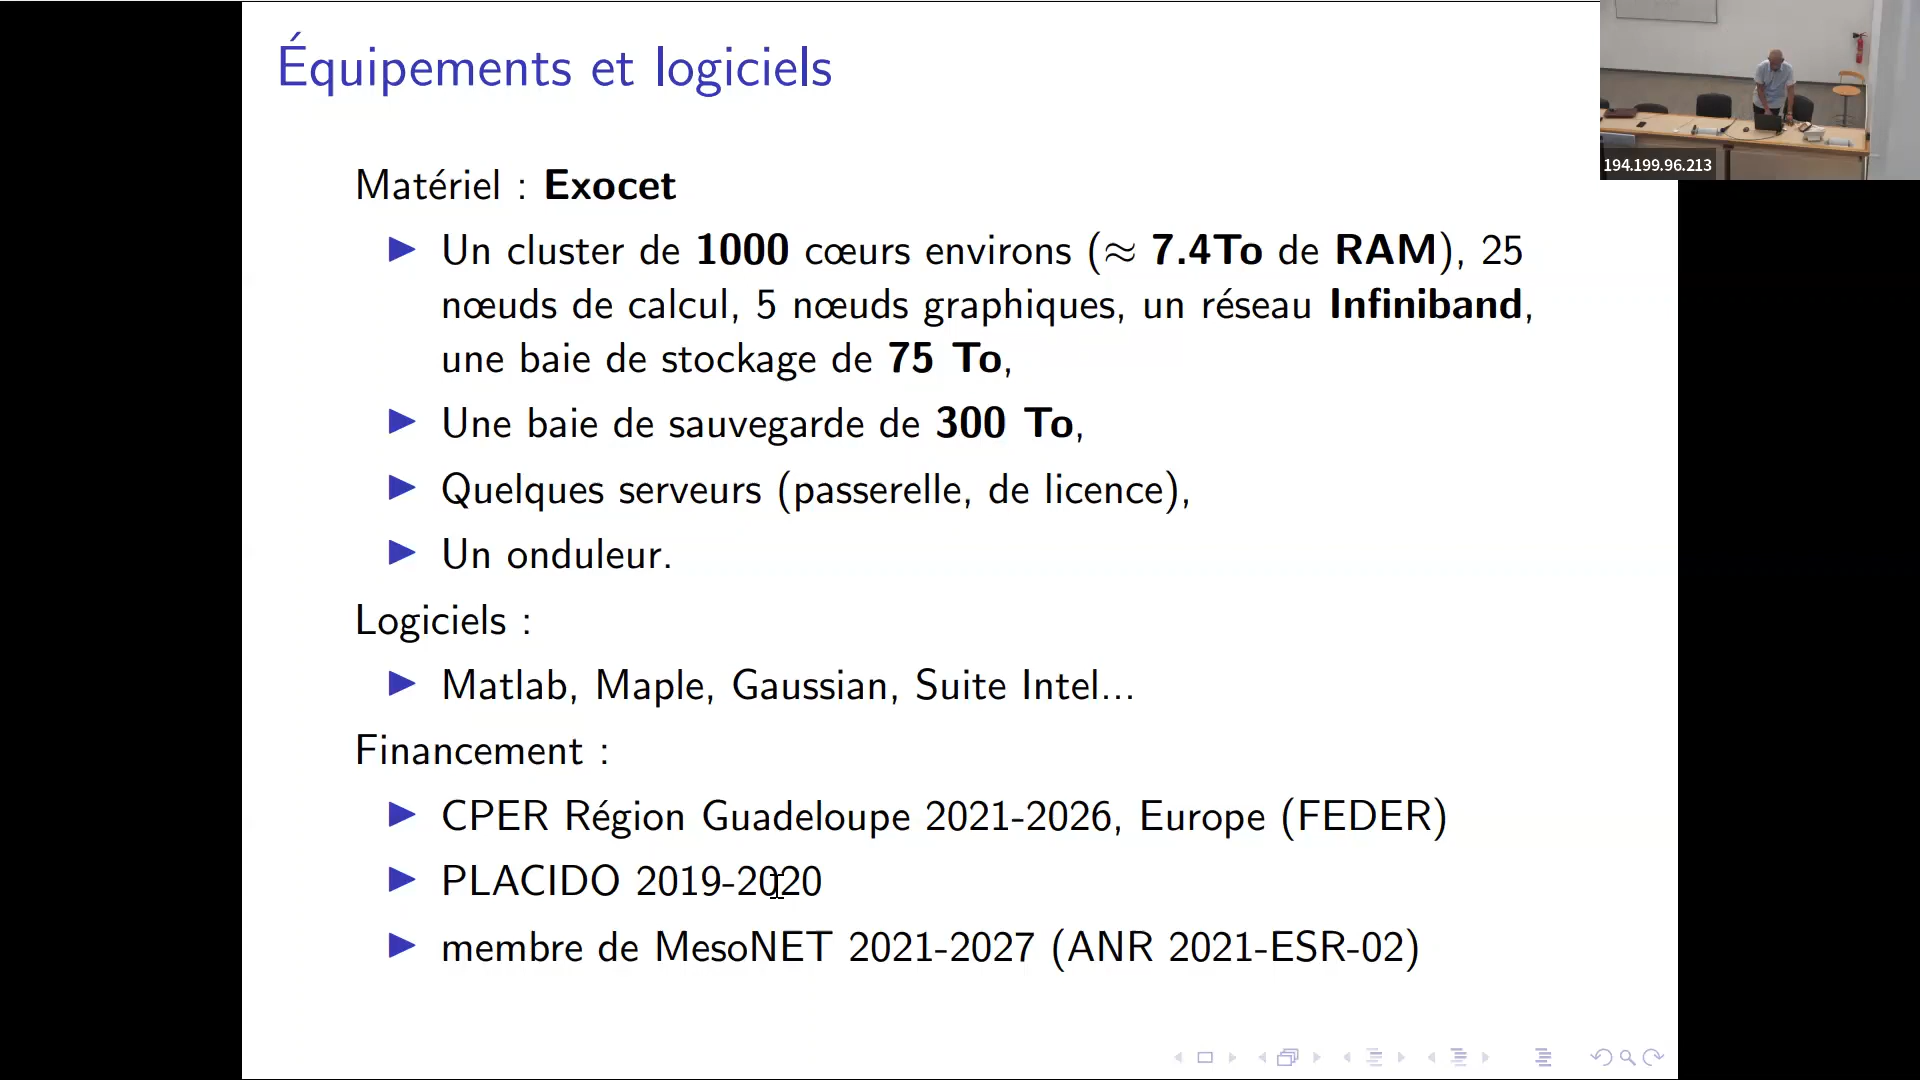 Équipements et logiciels
194.199.96.213
Matériel : Exocet
Un cluster de 1000 cœurs environs (≈ 7.4To de RAM), 25
nœuds de calcul, 5 nœuds graphiques, un réseau Infiniband,
une baie de stockage de 75 To,
Une baie de sauvegarde de 300 To,
Quelques serveurs (passerelle, de licence),
Un onduleur.
Logiciels :
Matlab, Maple, Gaussian, Suite Intel...
Financement :
CPER Région Guadeloupe 2021-2026, Europe (FEDER)
PLACIDO 2019-2020
membre de MesoNET 2021-2027 (ANR 2021-ESR-02)